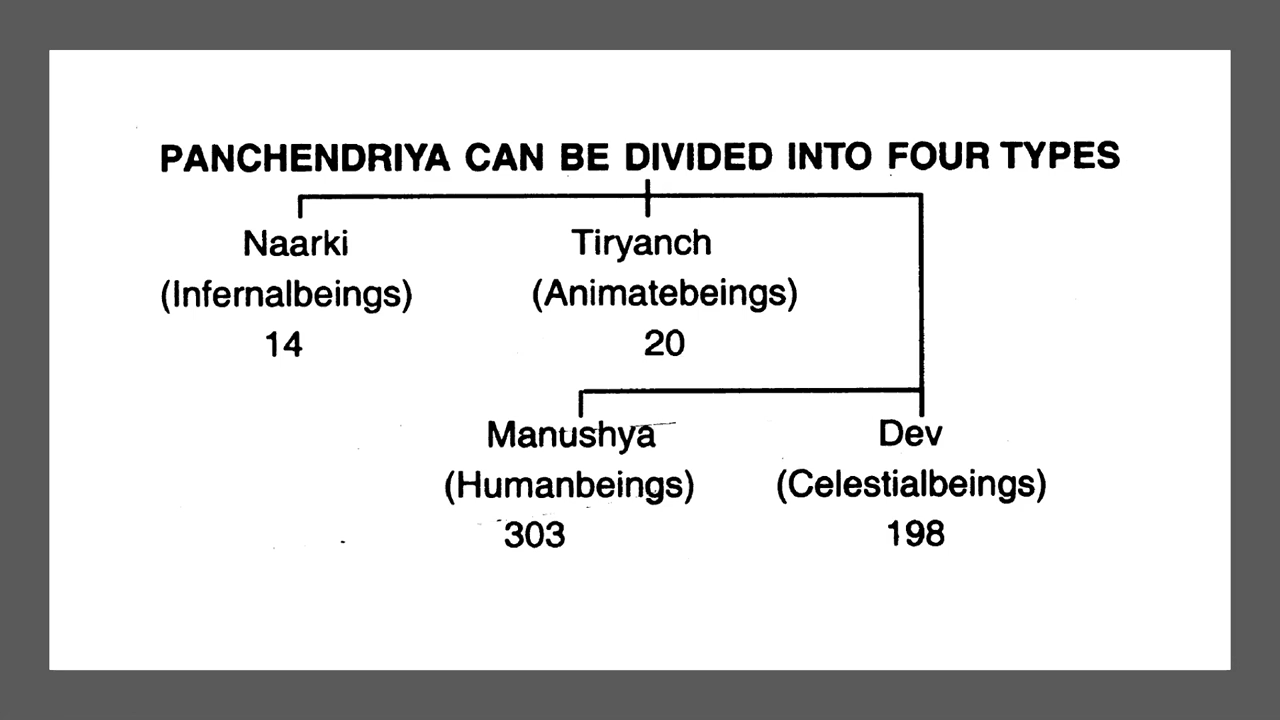 PANCHENDRIYA CAN BE DIVIDED INTO FOUR TYPES
Naarki Tiryanch
(Infernalbeings) (Animatebeings)
14 20
Manushya Dev
(Humanbeings) (Celestialbeings)
303 198